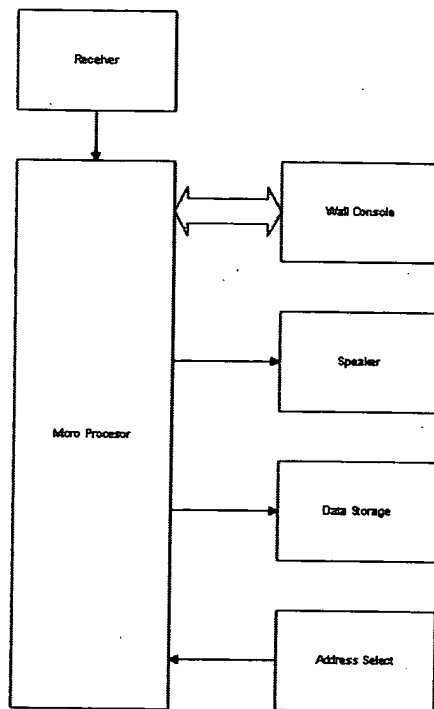 Receiver
Wall Console
Speaker
Micro Procesor
Data Storage
Address Select